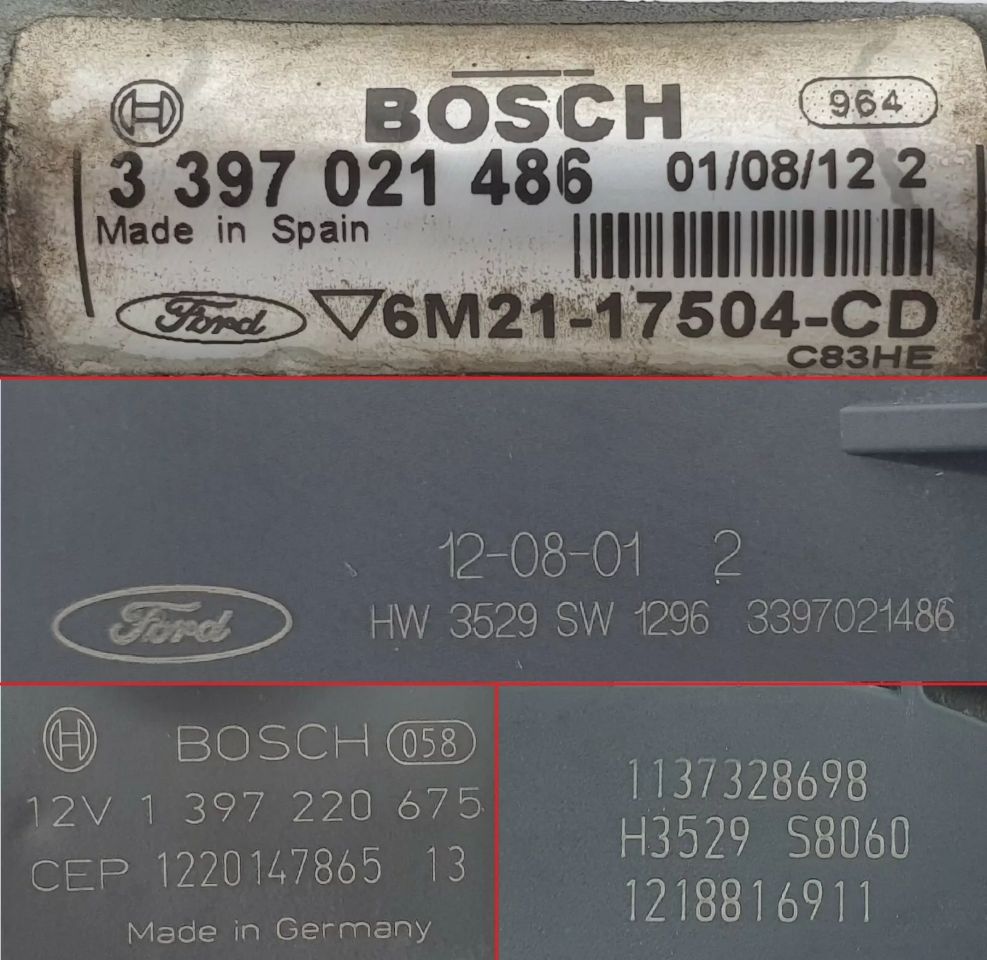 BOSCH 964
3 397 021 486 01/08/12 2
Made in Spain
Ford 6M21-17504-CD
C83HE
12-08-01 2
Ford HW 3529 SW 1296 3397021486
BOSCH 058
12V 1 397 220 675
CEP 1220147865 13
Made in Germany
1137328698
H3529 S8060
1218816911